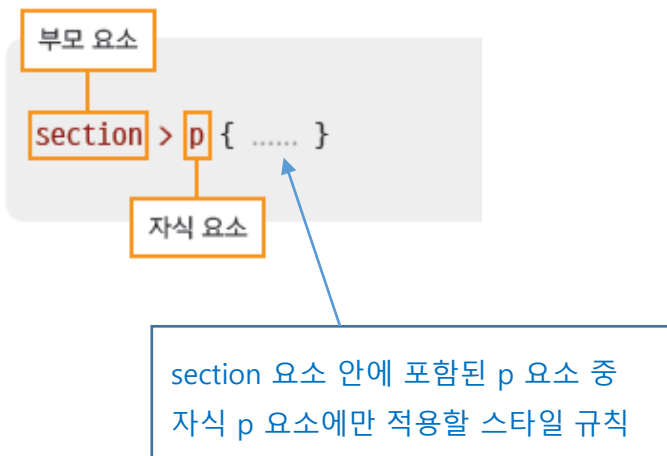 부모 요소
section > p { ...... }
자식 요소
section 요소 안에 포함된 p 요소 중
자식 p 요소에만 적용할 스타일 규칙